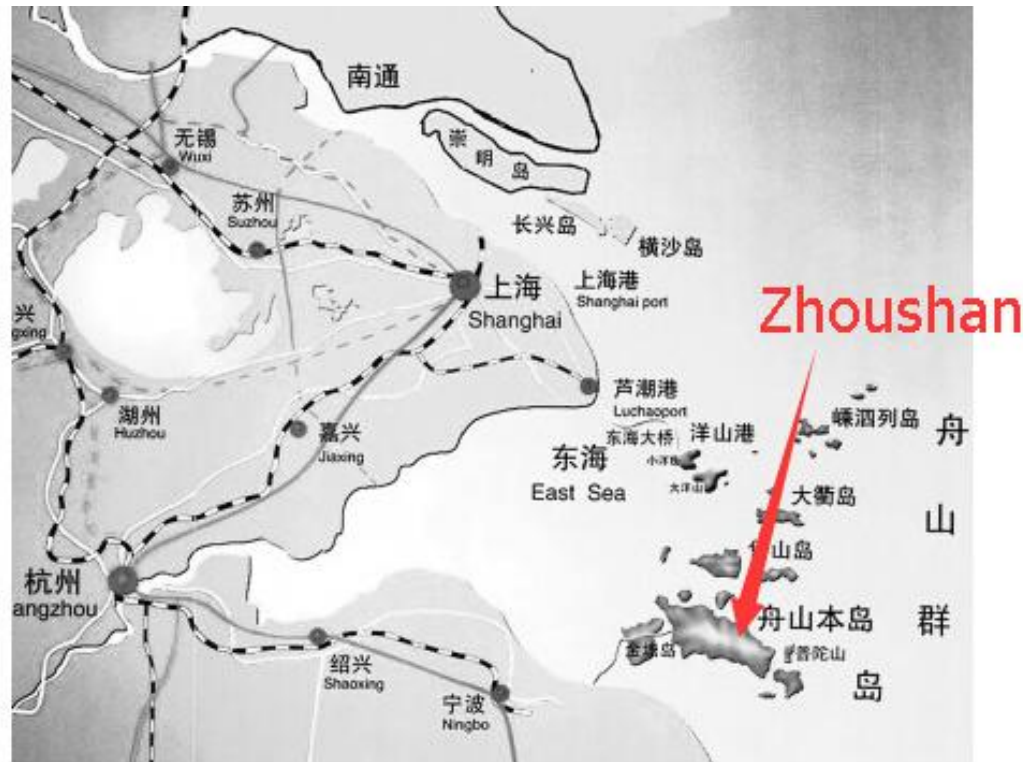 南通
崇
明
岛
无锡
Wuxi
苏州
Suzhou
长兴岛
横沙岛
上海
Shanghai
上海港
Shanghai port
Zhoushan
兴
gxing
湖州
Huzhou
嘉兴
Jiaxing
芦潮港
Luchaoport
东海大桥
洋山港
小洋山
大洋山
嵊泗列岛
东海
East Sea
大衢岛
山岛
杭州
angzhou
舟山本岛
金塘岛
普陀山
绍兴
Shaoxing
宁波
Ningbo
舟
山
群
岛